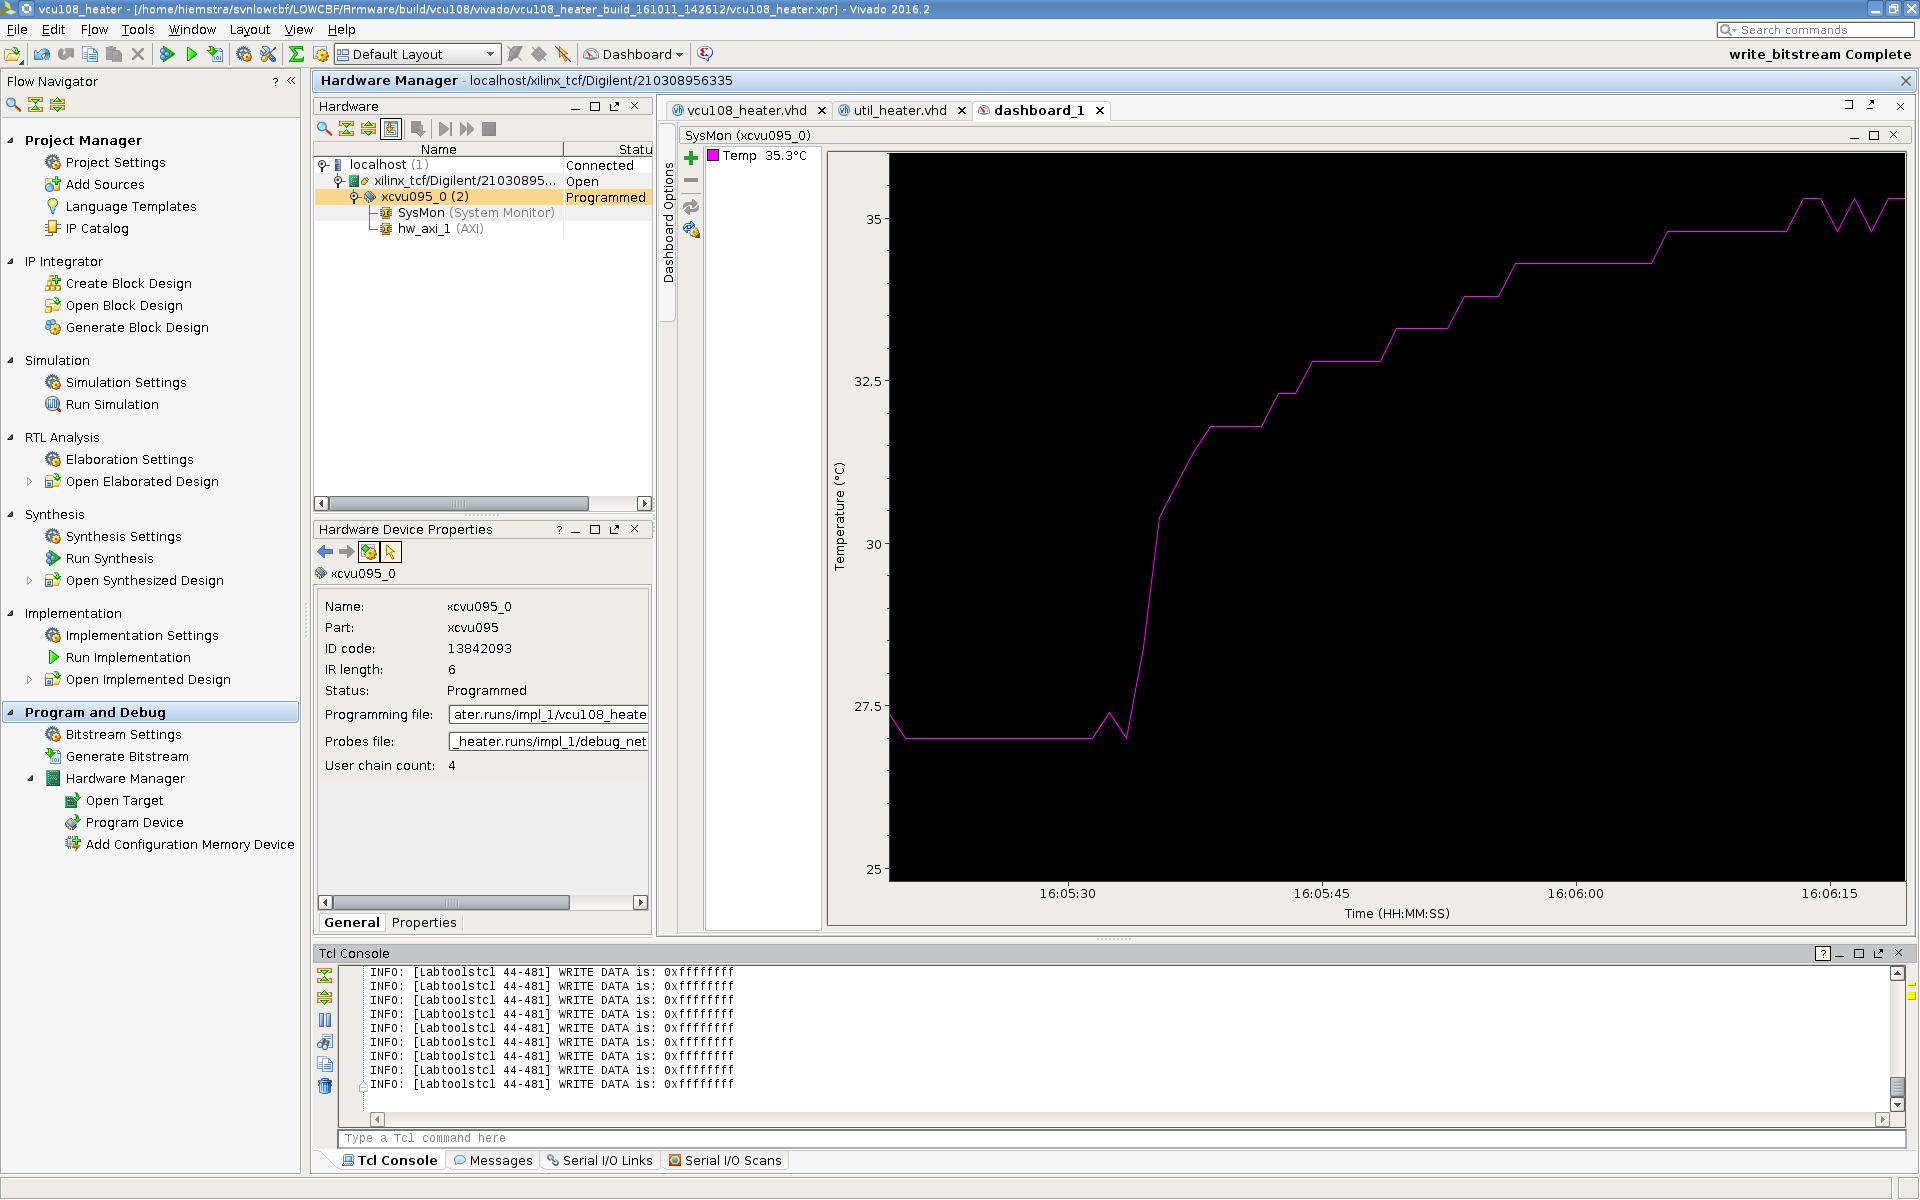 vcu108_heater - [/home/hiemstra/svnlowcbf/LOWCBF/Firmware/build/vcu108/vivado/vcu108_heater_build_161011_142612/vcu108_heater.xpr] - Vivado 2016.2
File Edit Flow Tools Window Layout View Help
Search commands
Default Layout
Dashboard
write_bitstream Complete
Flow Navigator
Project Manager
Project Settings
Add Sources
Language Templates
IP Catalog
IP Integrator
Create Block Design
Open Block Design
Generate Block Design
Simulation
Simulation Settings
Run Simulation
RTL Analysis
Elaboration Settings
Open Elaborated Design
Synthesis
Synthesis Settings
Run Synthesis
Open Synthesized Design
Implementation
Implementation Settings
Run Implementation
Open Implemented Design
Program and Debug
Bitstream Settings
Generate Bitstream
Hardware Manager
Open Target
Program Device
Add Configuration Memory Device
Hardware Manager - localhost/xilinx_tcf/Digilent/210308956335
Hardware
Name Statu
localhost (1) Connected
xilinx_tcf/Digilent/21030895... Open
xcvu095_0 (2) Programmed
SysMon (System Monitor)
hw_axi_1 (AXI)
Hardware Device Properties
xcvu095_0
Name: xcvu095_0
Part: xcvu095
ID code: 13842093
IR length: 6
Status: Programmed
Programming file: ater.runs/impl_1/vcu108_heate
Probes file: _heater.runs/impl_1/debug_net
User chain count: 4
General Properties
vcu108_heater.vhd util_heater.vhd dashboard_1
Dashboard Options
SysMon (xcvu095_0)
Temp 35.3°C
Temperature (°C)
35
32.5
30
27.5
25
16:05:30 16:05:45 16:06:00 16:06:15
Time (HH:MM:SS)
Tcl Console
INFO: [Labtoolstcl 44-481] WRITE DATA is: 0xffffffff
INFO: [Labtoolstcl 44-481] WRITE DATA is: 0xffffffff
INFO: [Labtoolstcl 44-481] WRITE DATA is: 0xffffffff
INFO: [Labtoolstcl 44-481] WRITE DATA is: 0xffffffff
INFO: [Labtoolstcl 44-481] WRITE DATA is: 0xffffffff
INFO: [Labtoolstcl 44-481] WRITE DATA is: 0xffffffff
INFO: [Labtoolstcl 44-481] WRITE DATA is: 0xffffffff
INFO: [Labtoolstcl 44-481] WRITE DATA is: 0xffffffff
INFO: [Labtoolstcl 44-481] WRITE DATA is: 0xffffffff
Type a Tcl command here
Tcl Console Messages Serial I/O Links Serial I/O Scans